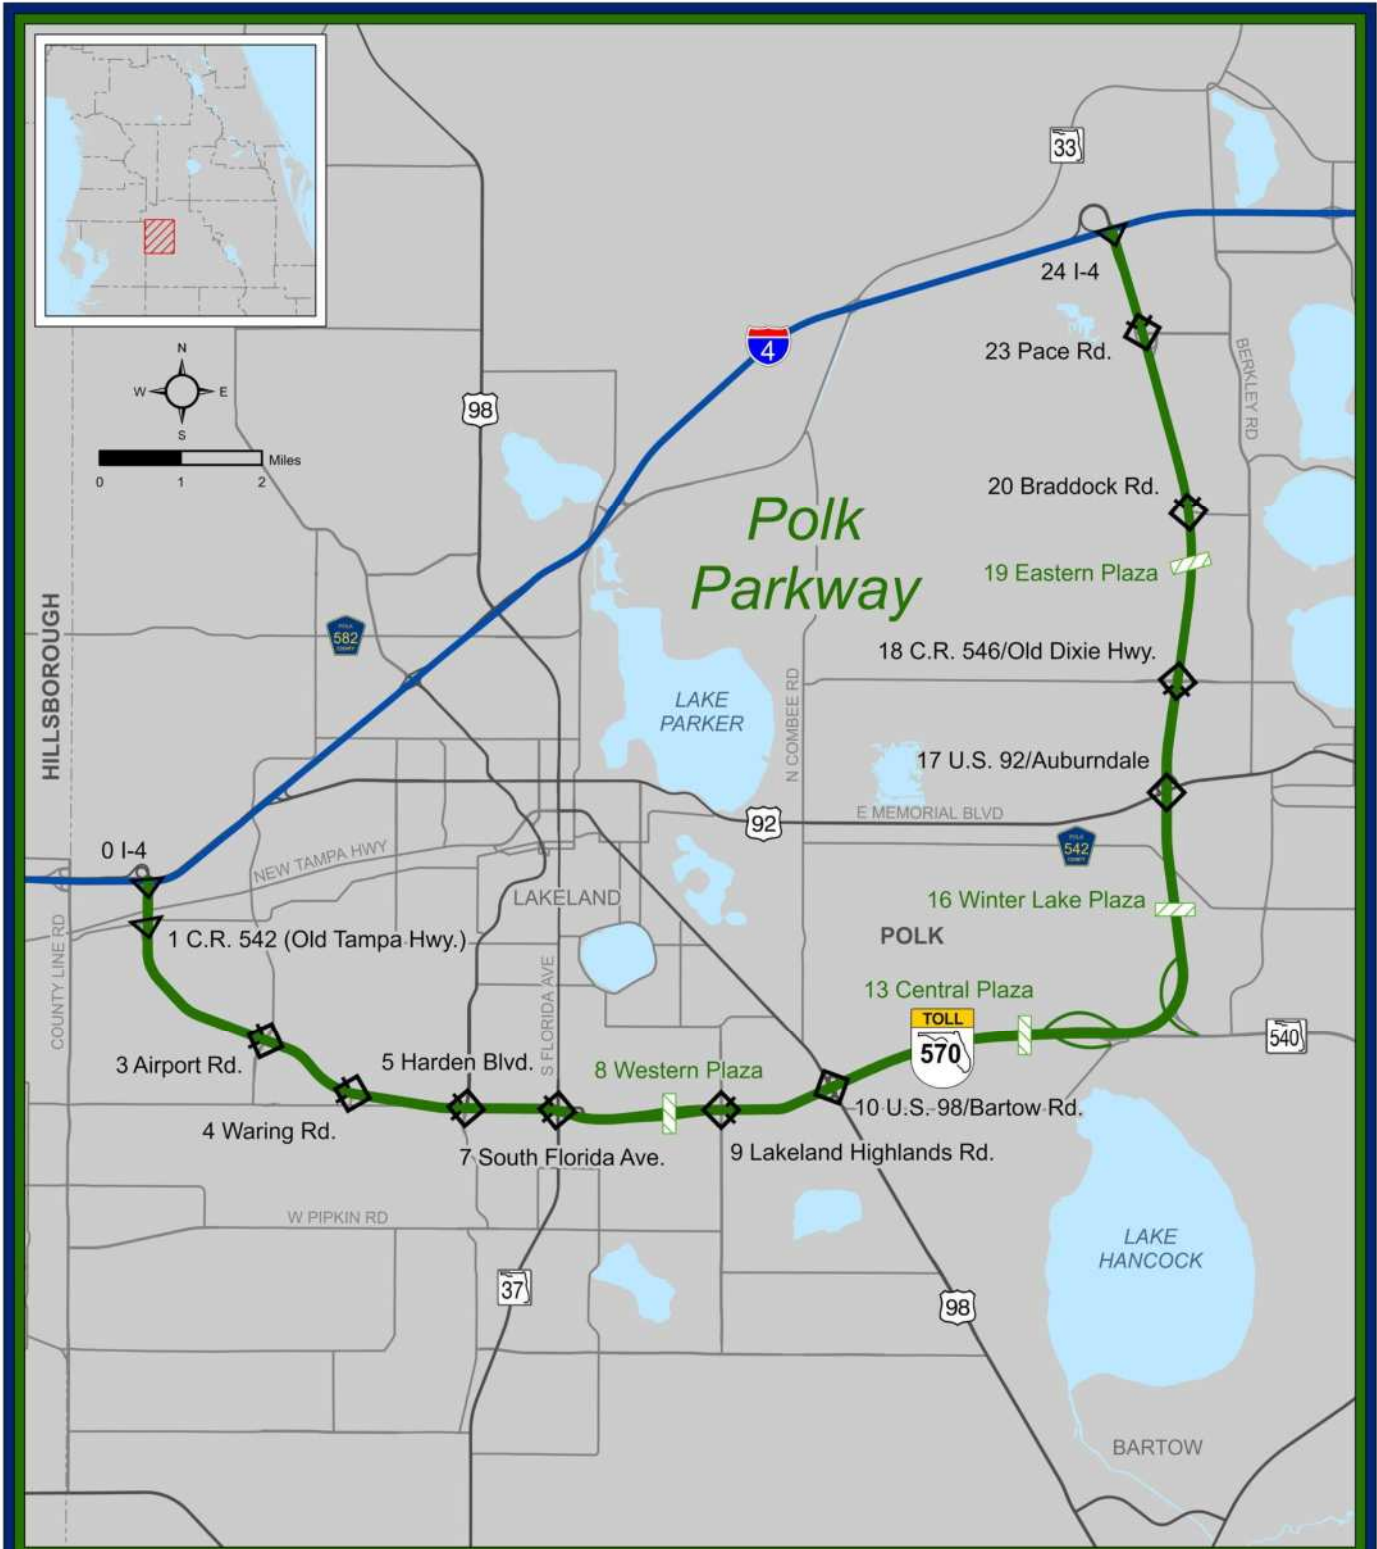 33
24 I-4
N
W
E
S
Miles
0
1
2
4
23 Pace Rd.
BERKLEY RD
98
20 Braddock Rd.
Polk
Parkway
19 Eastern Plaza
HILLSBOROUGH
POLK
582
COUNTY
18 C.R. 546/Old Dixie Hwy.
LAKE
PARKER
N COMBEE RD
17 U.S. 92/Auburndale
E MEMORIAL BLVD
92
POLK
542
COUNTY
0 I-4
NEW TAMPA HWY
LAKELAND
16 Winter Lake Plaza
1 C.R. 542 (Old Tampa Hwy.)
POLK
COUNTY LINE RD
S FLORIDA AVE
13 Central Plaza
TOLL
570
540
3 Airport Rd.
5 Harden Blvd.
8 Western Plaza
10 U.S. 98/Bartow Rd.
4 Waring Rd.
7 South Florida Ave.
9 Lakeland Highlands Rd.
W PIPKIN RD
LAKE
HANCOCK
37
98
BARTOW